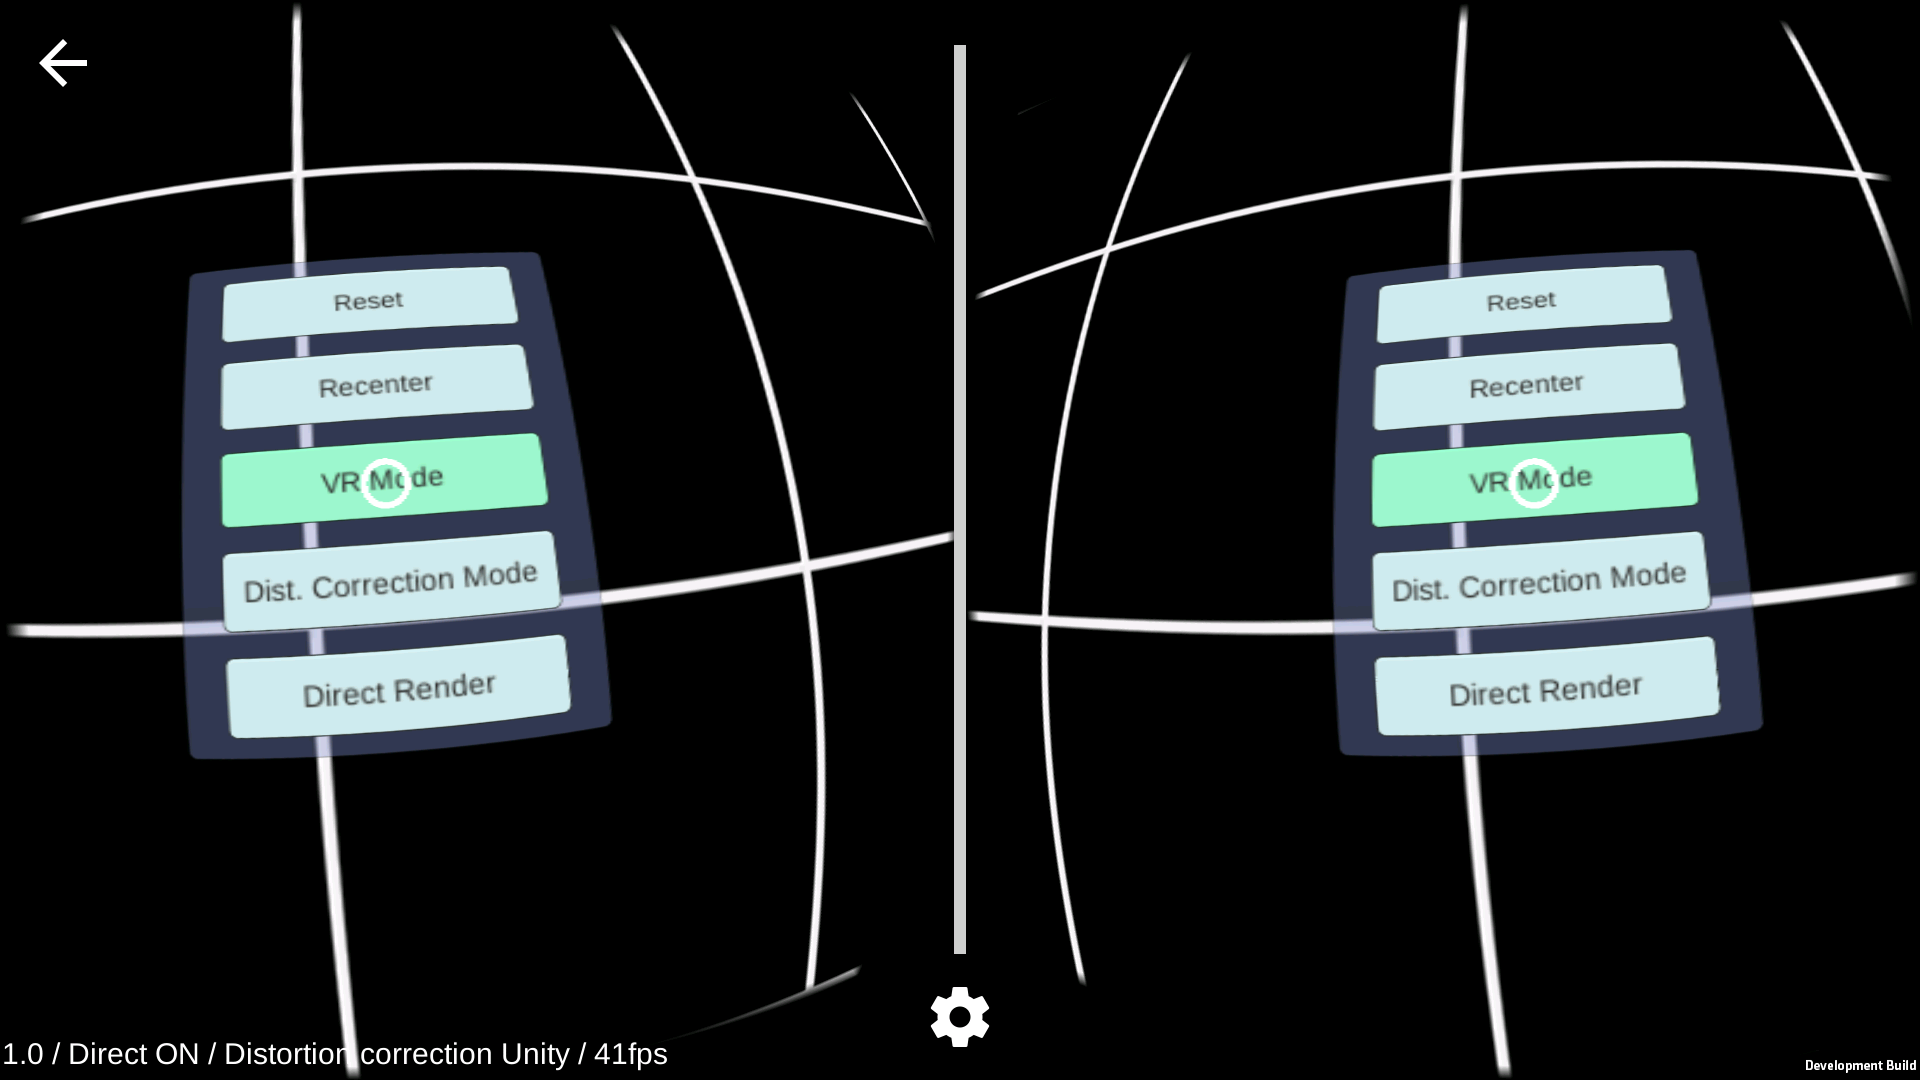 Reset
Recenter
VR Mode
Dist. Correction Mode
Direct Render
Reset
Recenter
VR Mode
Dist. Correction Mode
Direct Render
1.0 / Direct ON / Distortion correction Unity / 41fps
Development Build